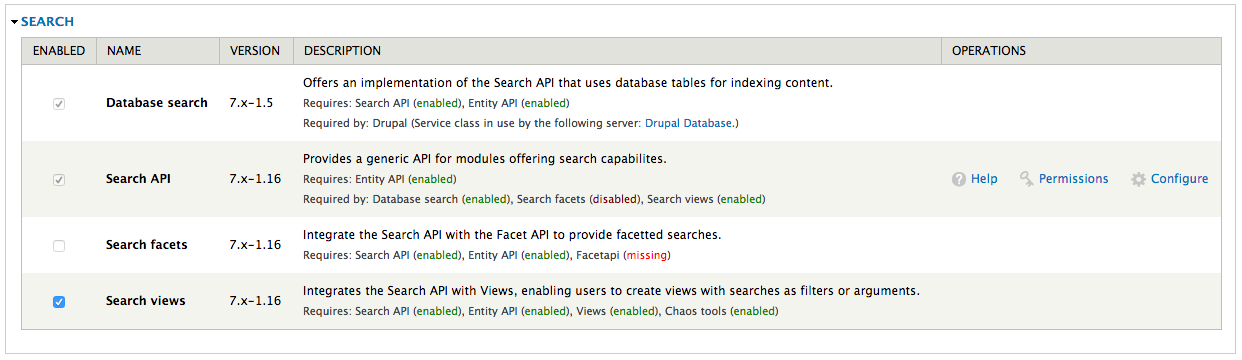 SEARCH
ENABLED NAME VERSION DESCRIPTION OPERATIONS
Offers an implementation of the Search API that uses database tables for indexing content.
Database search 7.x-1.5 Requires: Search API (enabled), Entity API (enabled)
Required by: Drupal (Service class in use by the following server: Drupal Database.)
Provides a generic API for modules offering search capabilites.
Search API 7.x-1.16 Requires: Entity API (enabled) Help Permissions Configure
Required by: Database search (enabled), Search facets (disabled), Search views (enabled)
Integrate the Search API with the Facet API to provide facetted searches.
Search facets 7.x-1.16
Requires: Search API (enabled), Entity API (enabled), Facetapi (missing)
Integrates the Search API with Views, enabling users to create views with searches as filters or arguments.
Search views 7.x-1.16
Requires: Search API (enabled), Entity API (enabled), Views (enabled), Chaos tools (enabled)